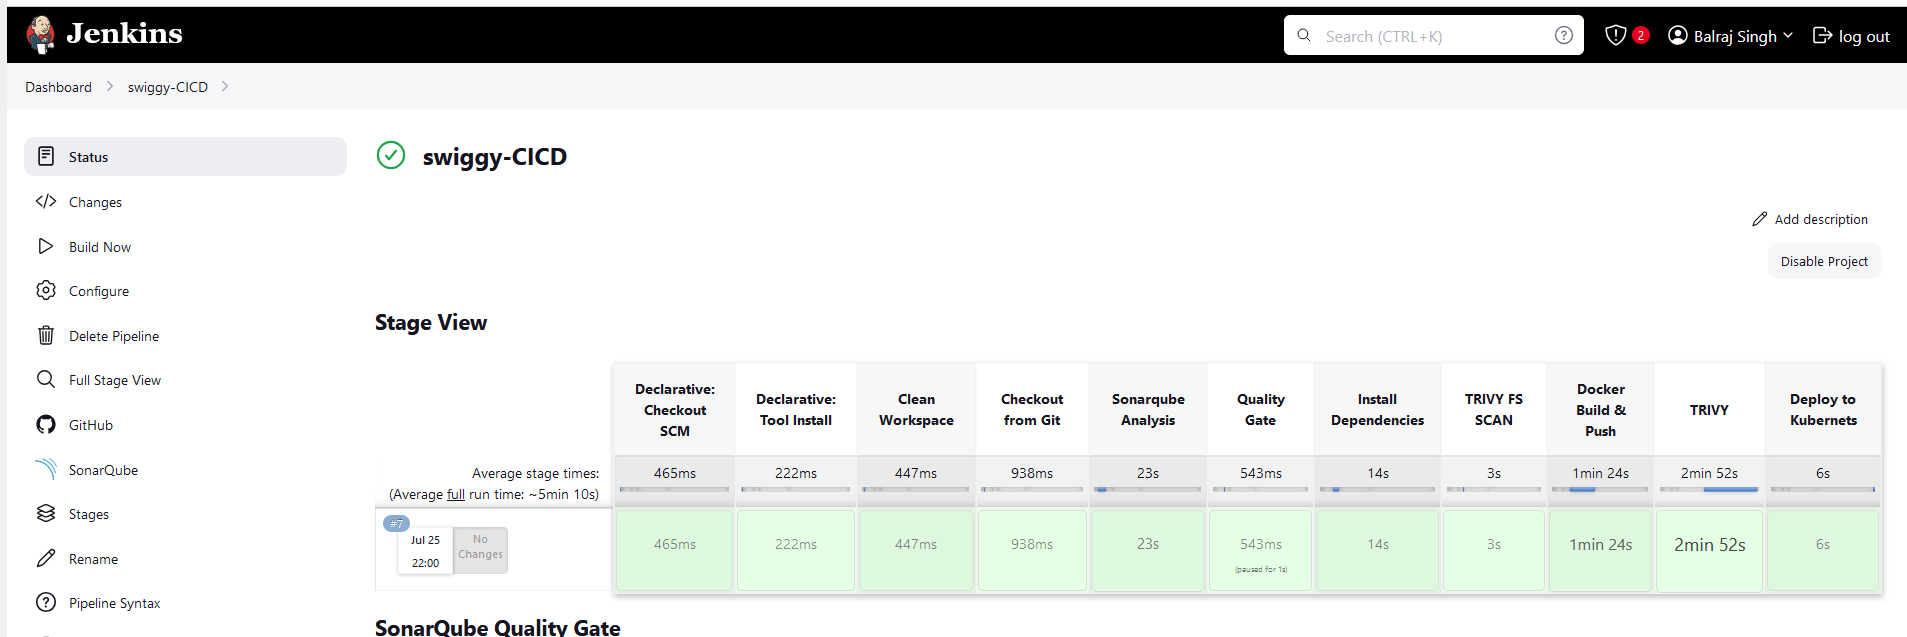 Jenkins
Search (CTRL+K)
2
Balraj Singh
log out
Dashboard
swiggy-CICD
Status
Changes
Build Now
Configure
Delete Pipeline
Full Stage View
GitHub
SonarQube
Stages
Rename
Pipeline Syntax
swiggy-CICD
Add description
Disable Project
Stage View
Declarative:
Checkout
SCM
Declarative:
Tool Install
Clean
Workspace
Checkout
from Git
Sonarqube
Analysis
Quality
Gate
Install
Dependencies
TRIVY FS
SCAN
Docker
Build &
Push
TRIVY
Deploy to
Kubernets
Average stage times:
(Average full run time: ~5min 10s)
465ms
222ms
447ms
938ms
23s
543ms
14s
3s
1min 24s
2min 52s
6s
#7
Jul 25
22:00
No
Changes
465ms
222ms
447ms
938ms
23s
543ms
(paused for 1s)
14s
3s
1min 24s
2min 52s
6s
SonarQube Quality Gate